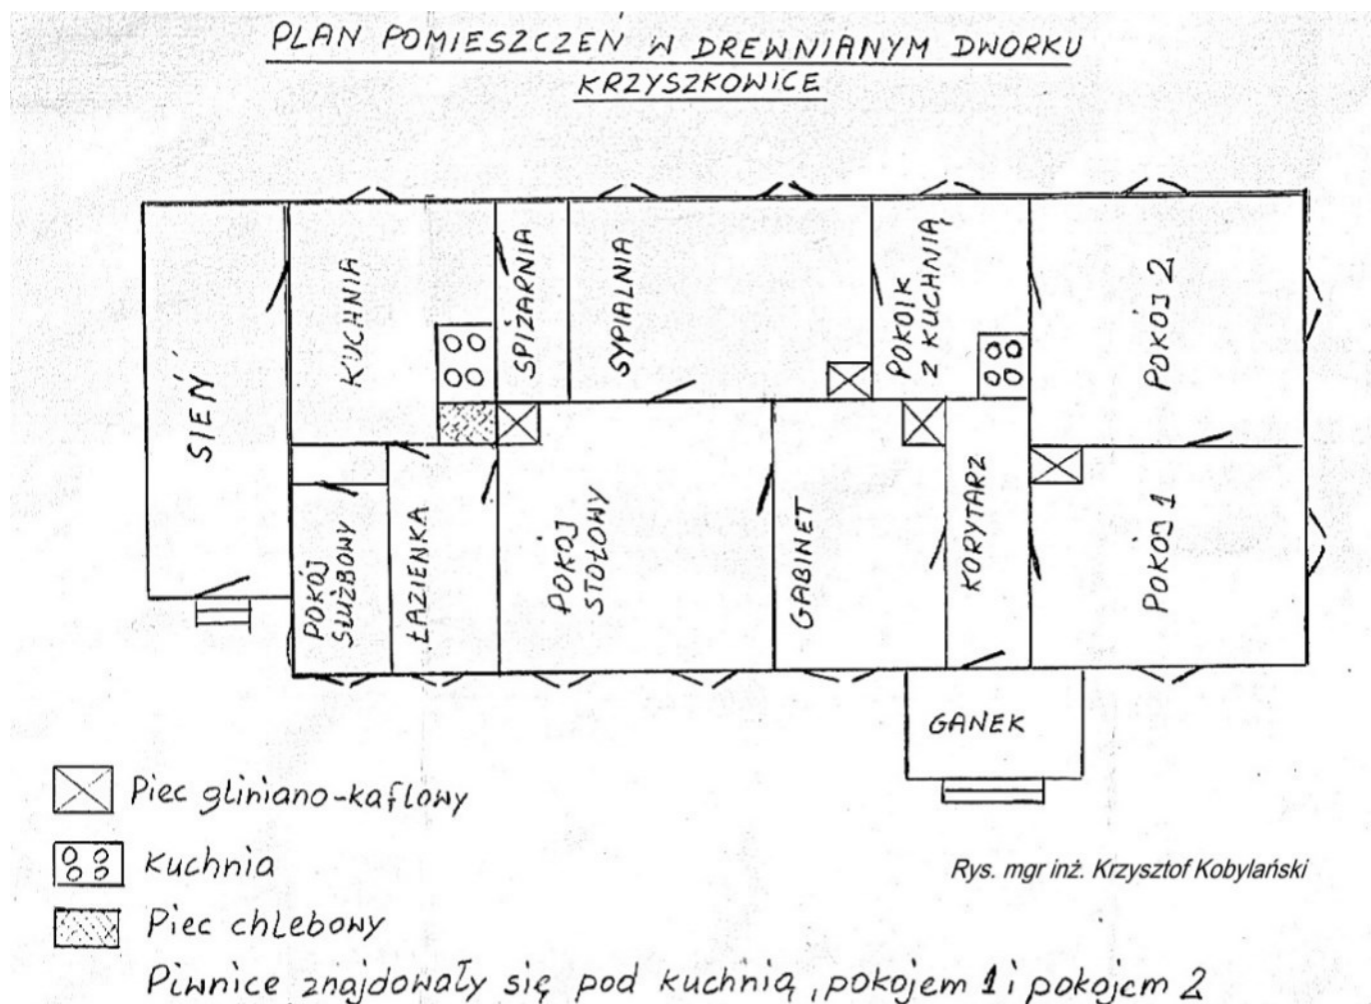 PLAN POMIESZCZEŃ W DREWNIANYM DWORKU
KRZYSZKOWICE
SIEŃ
KUCHNIA
SPIŻARNIA
SYPIALNIA
POKOIK
Z KUCHNIĄ
POKÓJ 2
POKÓJ
SŁUŻBOWY
ŁAZIENKA
POKÓJ
STOŁOWY
GABINET
KORYTARZ
POKÓJ 1
GANEK
Piec gliniano-kaflowy
Kuchnia
Piec chlebowy
Rys. mgr inż. Krzysztof Kobylański
Piwnice znajdowały się pod kuchnią, pokojem 1 i pokojem 2